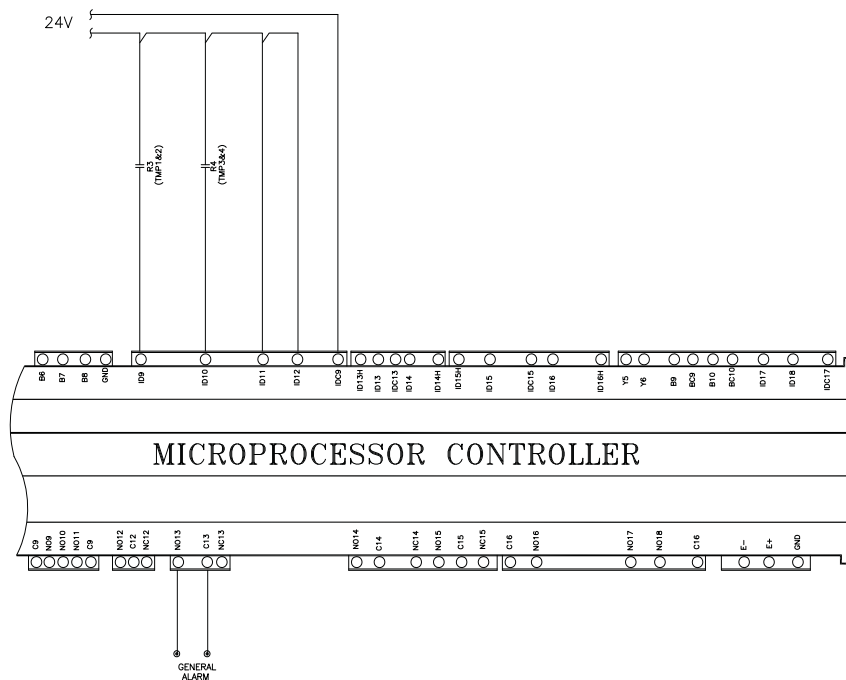 24V
R3
(TMP1&2)
R4
(TMP3&4)
B6
B7
B8
GND
ID9
ID10
ID11
ID12
IDC9
ID13H
ID13
IDC13
ID14
ID14H
ID15H
ID15
IDC15
ID16
ID16H
Y5
Y6
B9
BC9
B10
BC10
ID17
ID18
IDC17
MICROPROCESSOR CONTROLLER
C9
NO9
NO10
NO11
C9
NO12
C12
NC12
NO13
C13
NC13
NO14
C14
NC14
NO15
C15
NC15
C16
NO16
NO17
NO18
C16
E-
E+
GND
GENERAL
ALARM